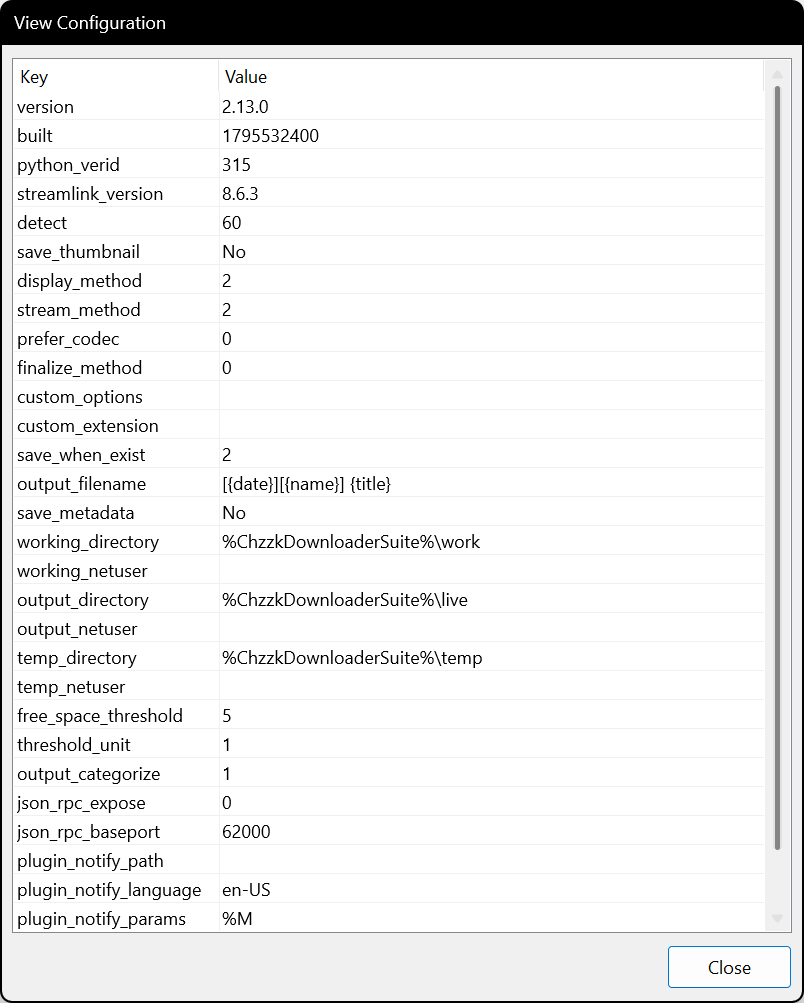 View Configuration
Key Value
version 2.13.0
built 1795532400
python_verid 315
streamlink_version 8.6.3
detect 60
save_thumbnail No
display_method 2
stream_method 2
prefer_codec 0
finalize_method 0
custom_options
custom_extension
save_when_exist 2
output_filename [{date}][{name}] {title}
save_metadata No
working_directory %ChzzkDownloaderSuite%\work
working_netuser
output_directory %ChzzkDownloaderSuite%\live
output_netuser
temp_directory %ChzzkDownloaderSuite%\temp
temp_netuser
free_space_threshold 5
threshold_unit 1
output_categorize 1
json_rpc_expose 0
json_rpc_baseport 62000
plugin_notify_path
plugin_notify_language en-US
plugin_notify_params %M
Close